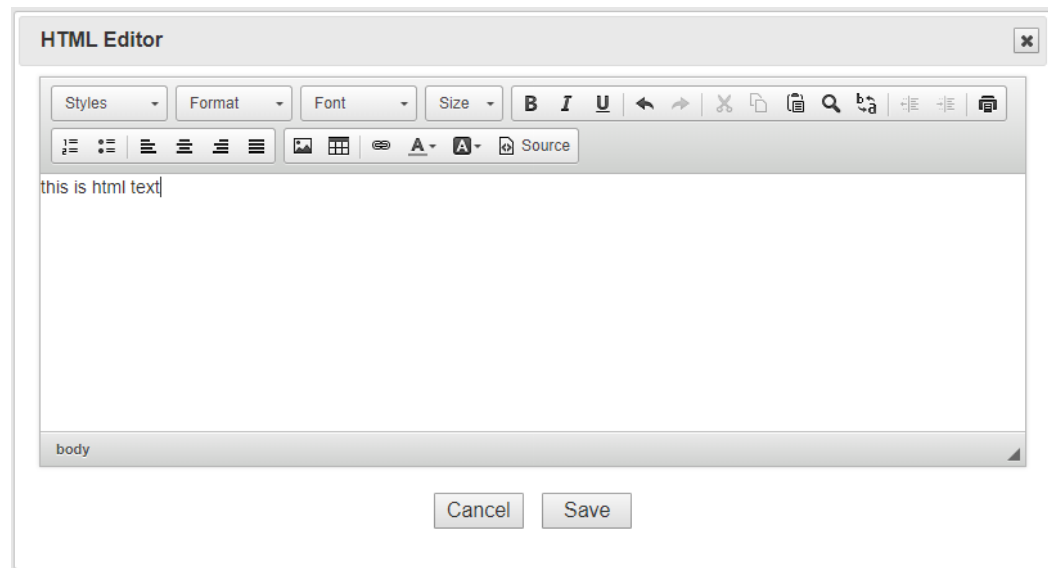 HTML Editor
Styles Format Font Size B I U
A A Source
this is html text
body
Cancel Save